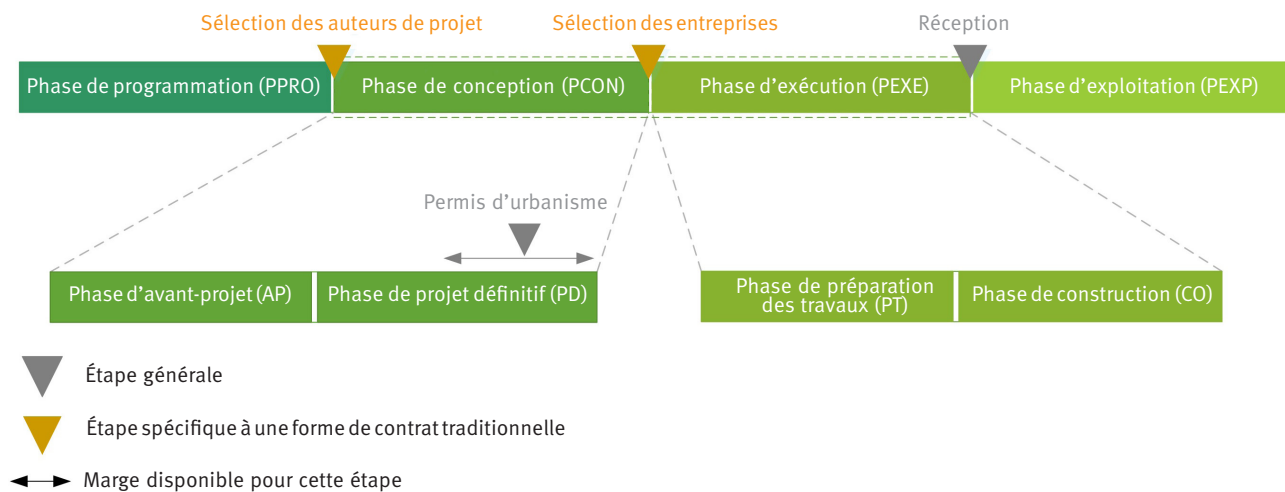 Sélection des auteurs de projet
Sélection des entreprises
Réception
Phase de programmation (PPRO)
Phase de conception (PCON)
Phase d’exécution (PEXE)
Phase d’exploitation (PEXP)
Permis d’urbanisme
Phase d’avant-projet (AP)
Phase de projet définitif (PD)
Phase de préparation
des travaux (PT)
Phase de construction (CO)
Étape générale
Étape spécifique à une forme de contrat traditionnelle
Marge disponible pour cette étape